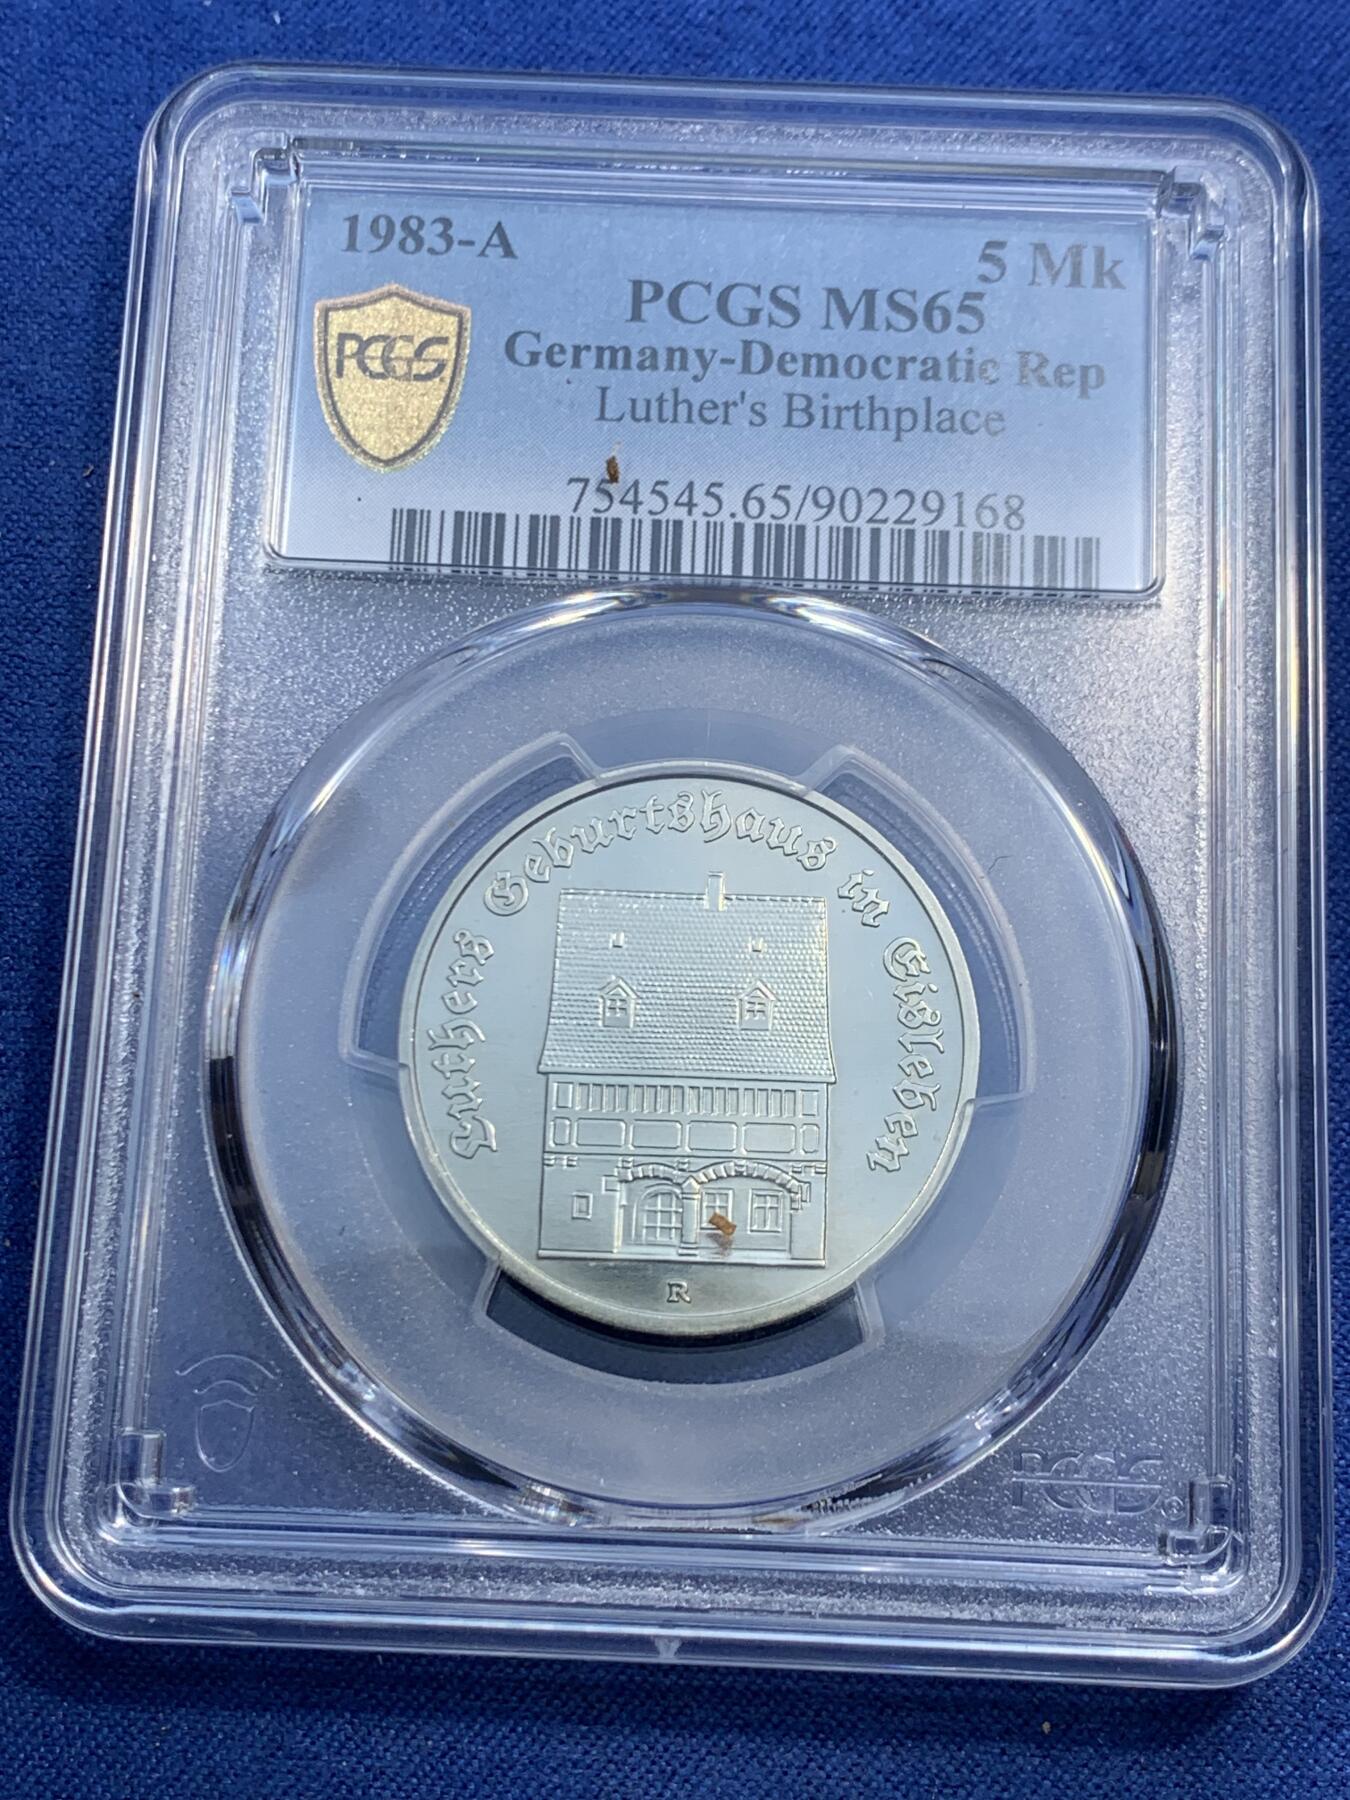 1983-A
5 Mk
PCGS MS65
PCGS
Germany-Democratic Rep
Luther's Birthplace
754545.65/90229168
Luthers Geburtshaus in Eisleben
R
PCGS